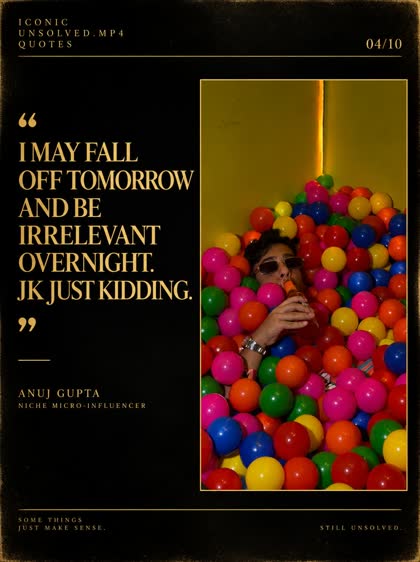 ICONIC
UNSOLVED.MP4
QUOTES
04/10
“
I MAY FALL
OFF TOMORROW
AND BE
IRRELEVANT
OVERNIGHT.
JK JUST KIDDING.
”
ANUJ GUPTA
NICHE MICRO-INFLUENCER
SOME THINGS
JUST MAKE SENSE.
STILL UNSOLVED.